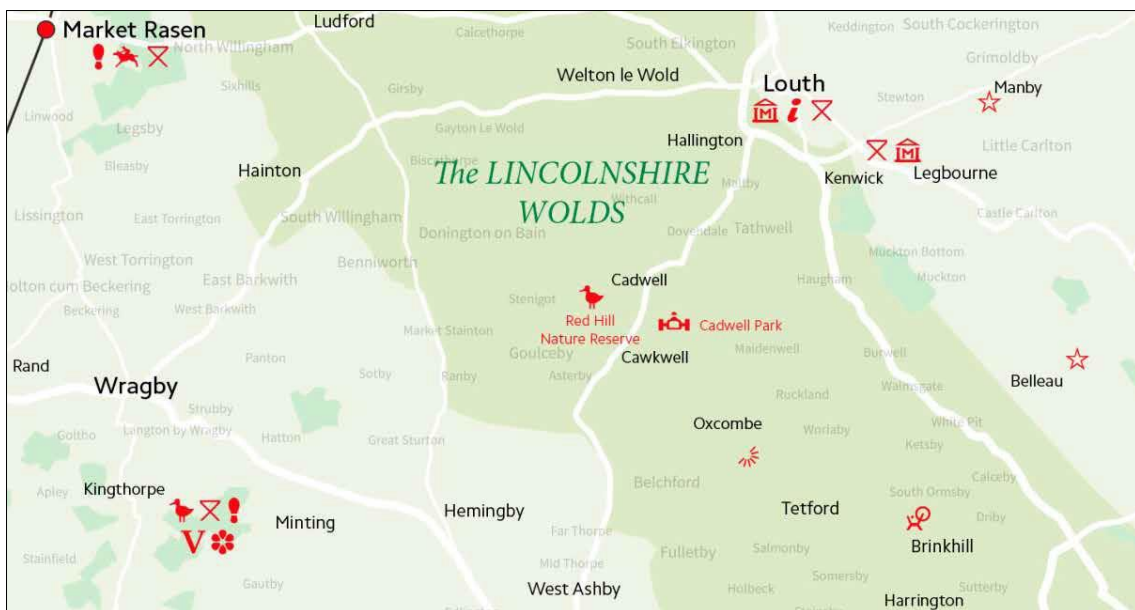 Ludford
Keddington
South Cockerington
Market Rasen
Calcethorpe
North Willingham
South Elkington
Grimoldby
Welton le Wold
Louth
Sixhills
Girsby
Manby
Stewton
Linwood
Legsby
Gayton Le Wold
Hallington
Little Carlton
Bleasby
Biscathorpe
Hainton
The LINCOLNSHIRE
WOLDS
Maltby
Kenwick
Legbourne
Withcall
Lissington
East Torrington
South Willingham
Castle Carlton
Donington on Bain
Dovendale
Tathwell
West Torrington
Benniworth
Muckton Bottom
East Barkwith
Cadwell
Haugham
Muckton
olton cum Beckering
Stenigot
Beckering
West Barkwith
Red Hill
Nature Reserve
Cadwell Park
Market Stainton
Goulceby
Cawkwell
Maidenwell
Burwell
Panton
Rand
Sotby
Ranby
Asterby
Belleau
Wragby
Ruckland
Walmsgate
Strubby
Oxcombe
Worlaby
White Pit
Goltho
Langton by Wragby
Hatton
Great Sturton
Ketsby
Apley
Kingthorpe
Belchford
Calceby
South Ormsby
Hemingby
Tetford
Driby
Minting
V
Far Thorpe
Brinkhill
Stainfield
Fulletby
Salmonby
Mid Thorpe
Gautby
West Ashby
Holbeck
Somersby
Sutterby
Harrington